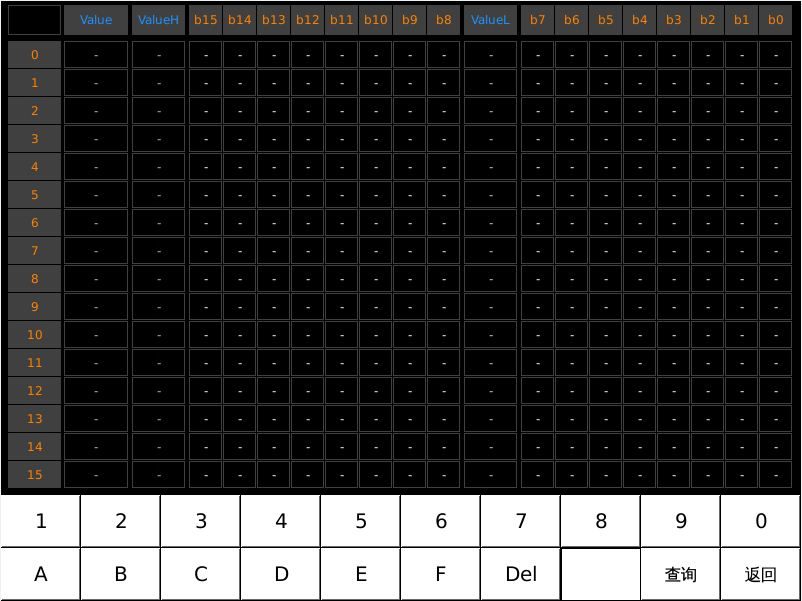 Value ValueH b15 b14 b13 b12 b11 b10 b9 b8 ValueL b7 b6 b5 b4 b3 b2 b1 b0
0 - - - - - - - - - - - - - - - - - - -
1 - - - - - - - - - - - - - - - - - - -
2 - - - - - - - - - - - - - - - - - - -
3 - - - - - - - - - - - - - - - - - - -
4 - - - - - - - - - - - - - - - - - - -
5 - - - - - - - - - - - - - - - - - - -
6 - - - - - - - - - - - - - - - - - - -
7 - - - - - - - - - - - - - - - - - - -
8 - - - - - - - - - - - - - - - - - - -
9 - - - - - - - - - - - - - - - - - - -
10 - - - - - - - - - - - - - - - - - - -
11 - - - - - - - - - - - - - - - - - - -
12 - - - - - - - - - - - - - - - - - - -
13 - - - - - - - - - - - - - - - - - - -
14 - - - - - - - - - - - - - - - - - - -
15 - - - - - - - - - - - - - - - - - - -
1 2 3 4 5 6 7 8 9 0
A B C D E F Del 查询 返回